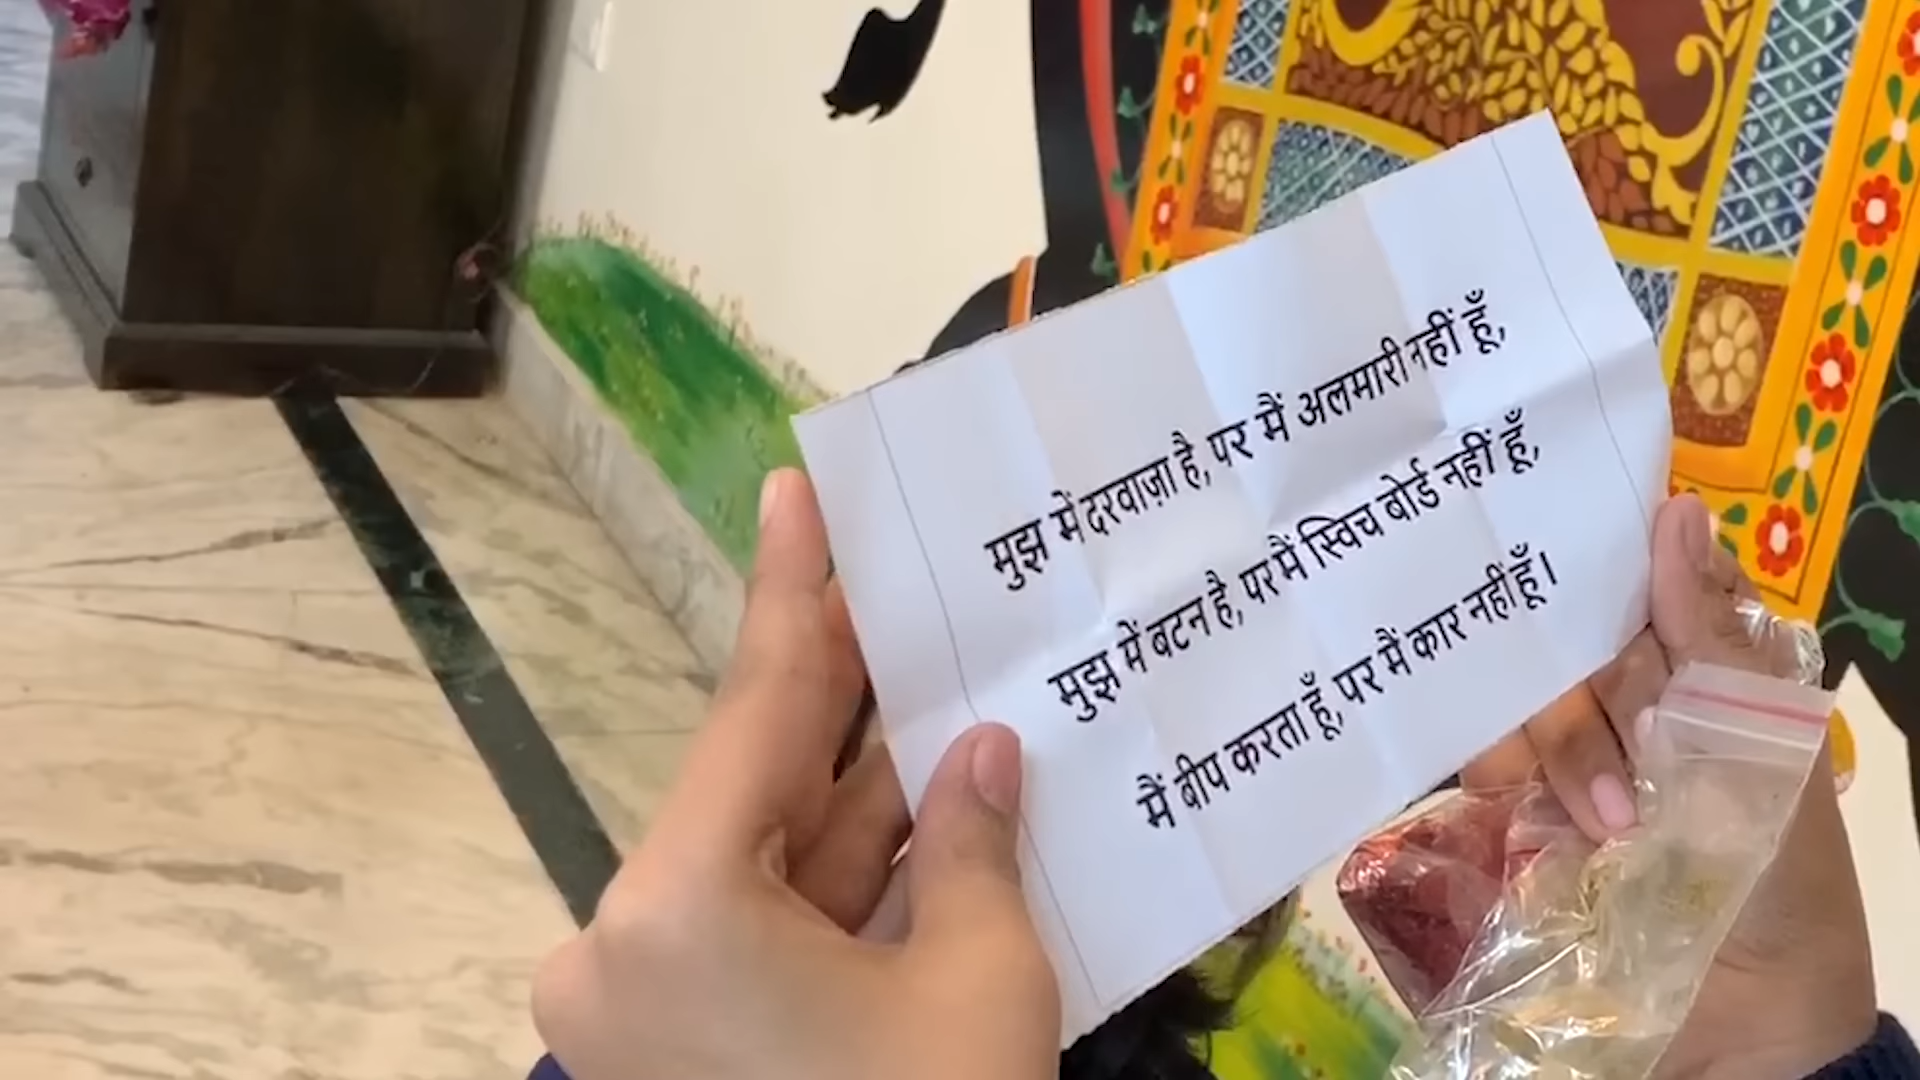 मुझ में दरवाज़ा है, पर मैं अलमारी नहीं हूँ,
मुझ में बटन है, पर मैं स्विच बोर्ड नहीं हूँ,
मैं बीप करता हूँ, पर मैं कार नहीं हूँ।